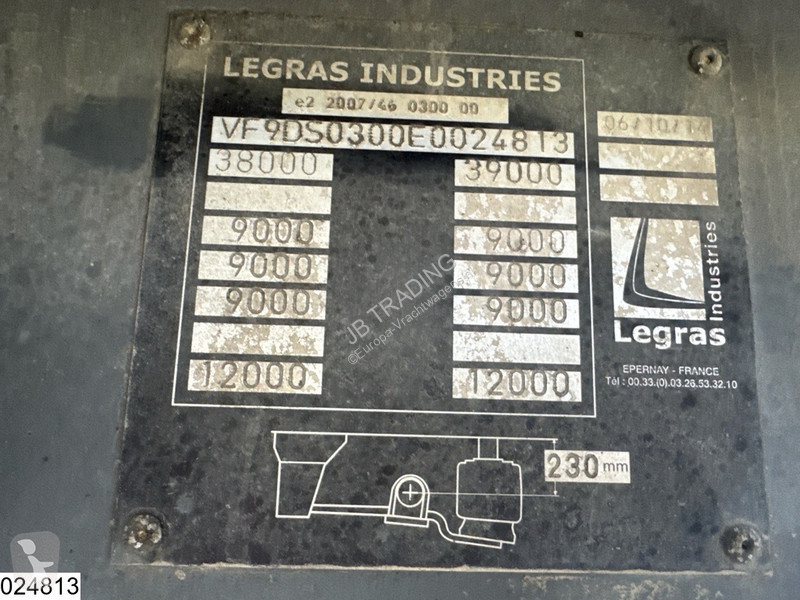 LEGRAS INDUSTRIES
e2 2007/46 0300 00
VF9DS0300E0024813
06/10/14
38000 39000
9000 9000
9000 9000
9000 9000
12000 12000
Legras
Industries
EPERNAY - FRANCE
Tél : 00.33.(0).03.26.53.32.10
230 mm
JB TRADING
©Europa-Vrachtwagen
024813